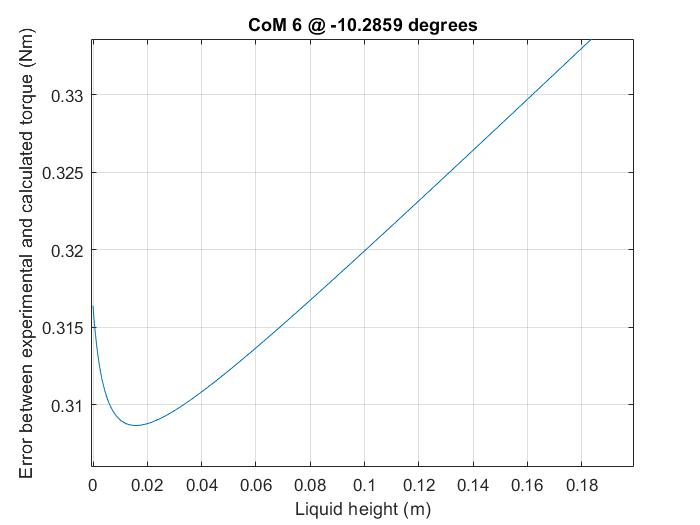 CoM 6 @ -10.2859 degrees
Error between experimental and calculated torque (Nm)
0.33
0.325
0.32
0.315
0.31
0 0.02 0.04 0.06 0.08 0.1 0.12 0.14 0.16 0.18
Liquid height (m)